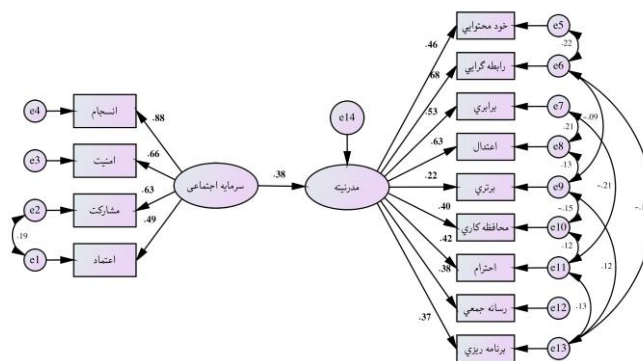 خود محتوايي
e5
.22
رابطه گرايي
e6
برابري
e7
-.09
.21
اعتدال
e8
.13
برتري
e9
-.21
-.15
محافظه کاري
e10
.12
احترام
e11
.12
رسانه جمعي
e12
.13
برنامه ريزي
e13
.46
.68
.53
.63
.22
.40
.42
.38
.37
e14
مدرنيته
.38
سرمايه اجتماعی
.88
.66
.63
.49
e4
انسجام
e3
امنيت
e2
مشارکت
.19
e1
اعتماد